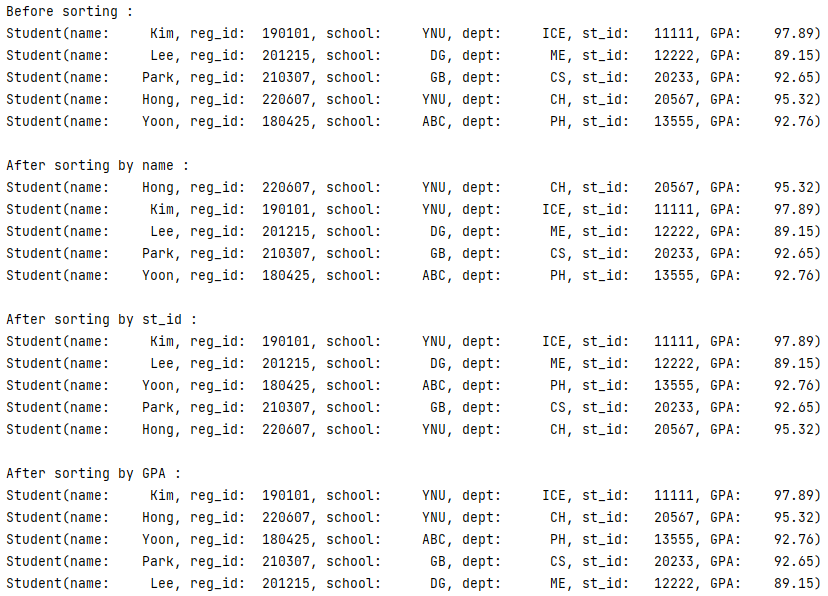 Before sorting :
Student(name:     Kim, reg_id:  190101, school:     YNU, dept:     ICE, st_id:   11111, GPA:    97.89)
Student(name:     Lee, reg_id:  201215, school:      DG, dept:      ME, st_id:   12222, GPA:    89.15)
Student(name:    Park, reg_id:  210307, school:      GB, dept:      CS, st_id:   20233, GPA:    92.65)
Student(name:    Hong, reg_id:  220607, school:     YNU, dept:      CH, st_id:   20567, GPA:    95.32)
Student(name:    Yoon, reg_id:  180425, school:     ABC, dept:      PH, st_id:   13555, GPA:    92.76)

After sorting by name :
Student(name:    Hong, reg_id:  220607, school:     YNU, dept:      CH, st_id:   20567, GPA:    95.32)
Student(name:     Kim, reg_id:  190101, school:     YNU, dept:     ICE, st_id:   11111, GPA:    97.89)
Student(name:     Lee, reg_id:  201215, school:      DG, dept:      ME, st_id:   12222, GPA:    89.15)
Student(name:    Park, reg_id:  210307, school:      GB, dept:      CS, st_id:   20233, GPA:    92.65)
Student(name:    Yoon, reg_id:  180425, school:     ABC, dept:      PH, st_id:   13555, GPA:    92.76)

After sorting by st_id :
Student(name:     Kim, reg_id:  190101, school:     YNU, dept:     ICE, st_id:   11111, GPA:    97.89)
Student(name:     Lee, reg_id:  201215, school:      DG, dept:      ME, st_id:   12222, GPA:    89.15)
Student(name:    Yoon, reg_id:  180425, school:     ABC, dept:      PH, st_id:   13555, GPA:    92.76)
Student(name:    Park, reg_id:  210307, school:      GB, dept:      CS, st_id:   20233, GPA:    92.65)
Student(name:    Hong, reg_id:  220607, school:     YNU, dept:      CH, st_id:   20567, GPA:    95.32)

After sorting by GPA :
Student(name:     Kim, reg_id:  190101, school:     YNU, dept:     ICE, st_id:   11111, GPA:    97.89)
Student(name:    Hong, reg_id:  220607, school:     YNU, dept:      CH, st_id:   20567, GPA:    95.32)
Student(name:    Yoon, reg_id:  180425, school:     ABC, dept:      PH, st_id:   13555, GPA:    92.76)
Student(name:    Park, reg_id:  210307, school:      GB, dept:      CS, st_id:   20233, GPA:    92.65)
Student(name:     Lee, reg_id:  201215, school:      DG, dept:      ME, st_id:   12222, GPA:    89.15)